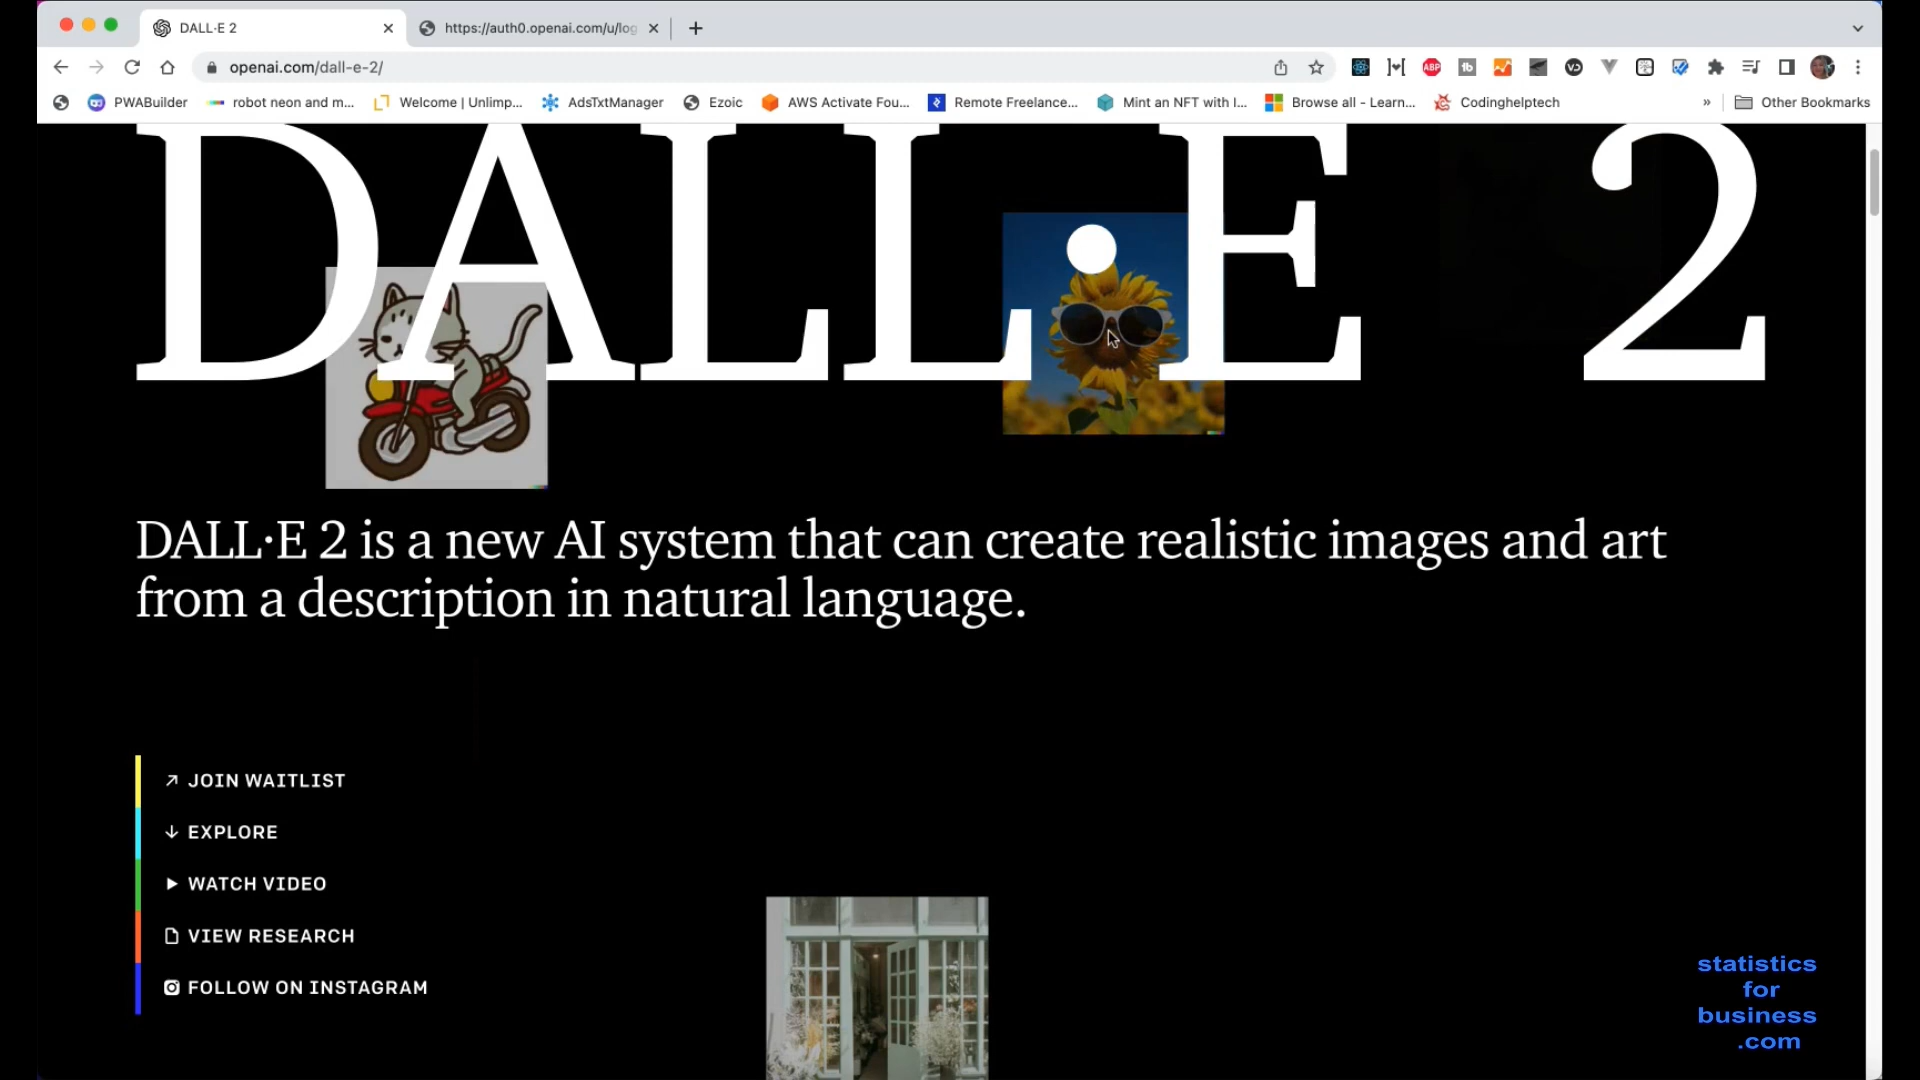 DALL·E 2
https://auth0.openai.com/u/log
openai.com/dall-e-2/
ABP
PWABuilder
robot neon and m...
Welcome | Unlimp...
AdsTxtManager
Ezoic
AWS Activate Fou...
Remote Freelance...
Mint an NFT with I...
Browse all - Learn...
Codinghelptech
»
Other Bookmarks
DALL·E 2
DALL·E 2 is a new AI system that can create realistic images and art
from a description in natural language.
JOIN WAITLIST
EXPLORE
WATCH VIDEO
VIEW RESEARCH
FOLLOW ON INSTAGRAM
statistics
for
business
.com